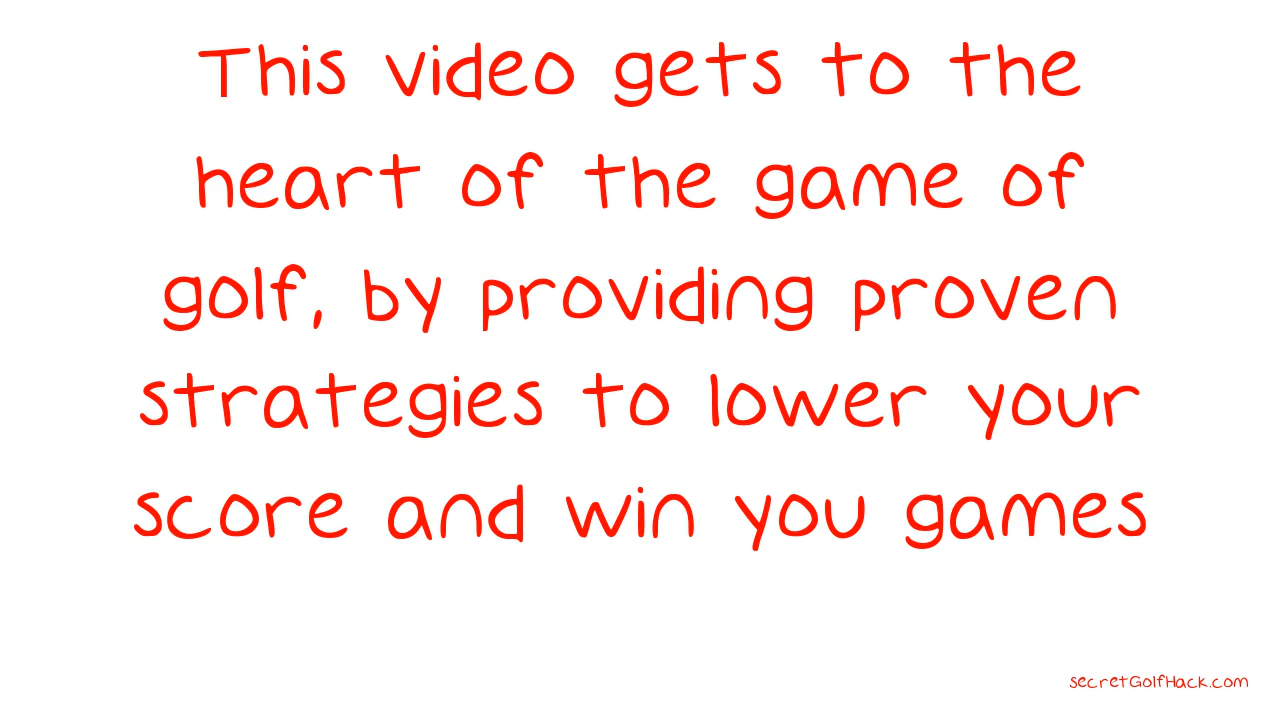 This video gets to the
heart of the game of
golf, by providing proven
strategies to lower your
score and win you games
secretGolfHack.com